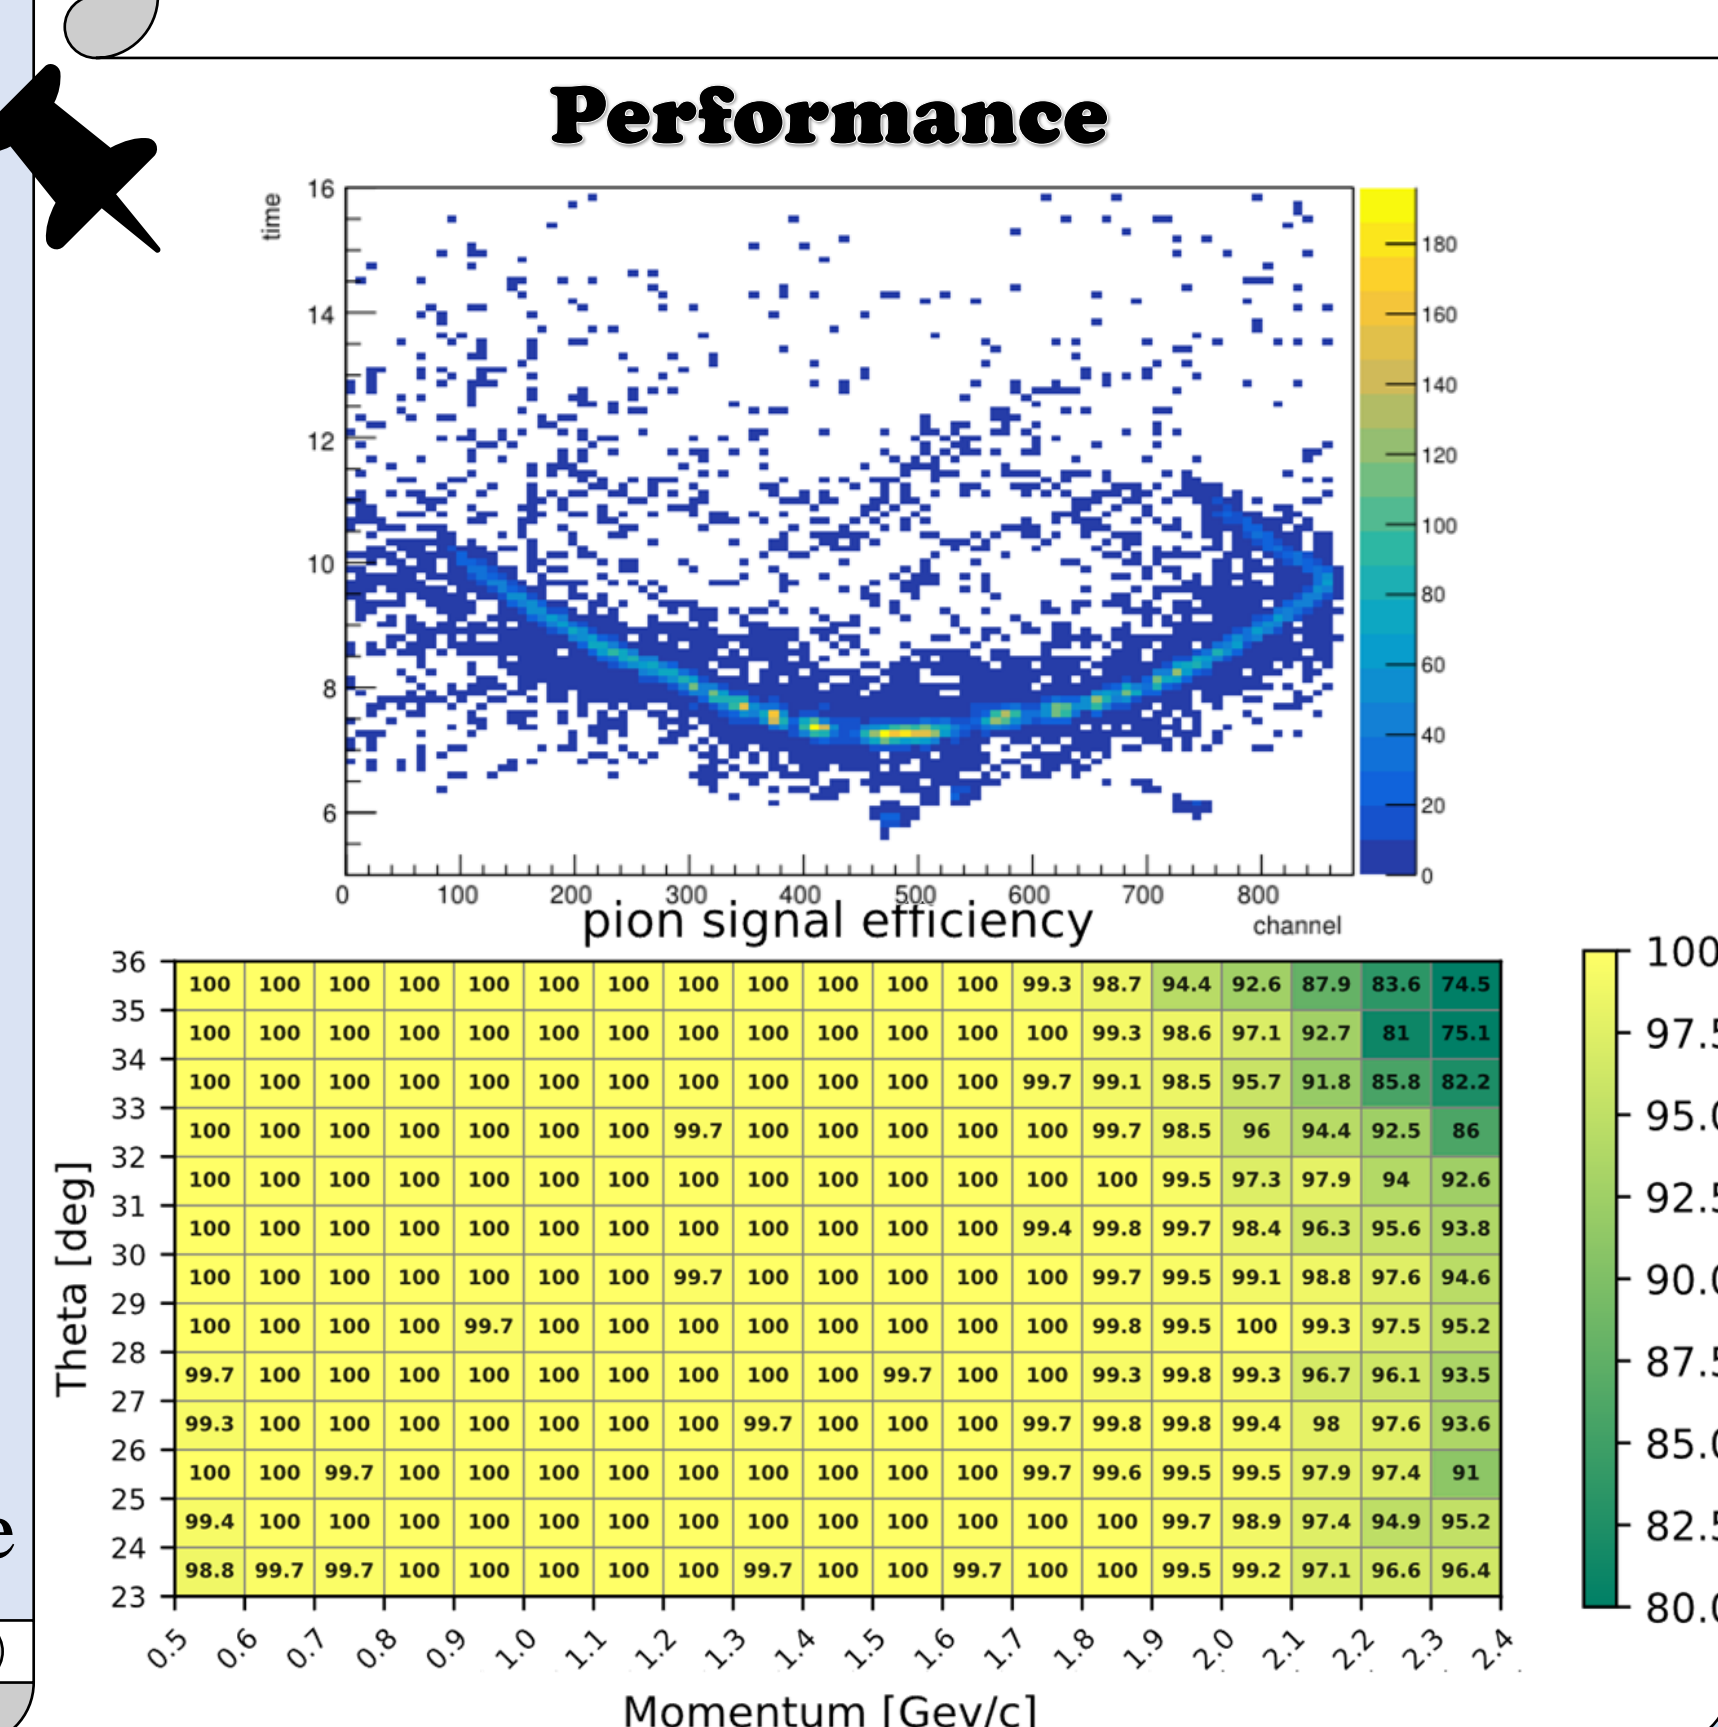 Performance
time
16
14
12
10
8
6
180
160
140
120
100
80
60
40
20
0
0 100 200 300 400 500 600 700 800
channel
pion signal efficiency
36
35
34
33
32
31
30
29
28
27
26
25
24
23
Theta [deg]
100 100 100 100 100 100 100 100 100 100 100 100 99.3 98.7 94.4 92.6 87.9 83.6 74.5
100 100 100 100 100 100 100 100 100 100 100 100 100 99.3 98.6 97.1 92.7 81 75.1
100 100 100 100 100 100 100 100 100 100 100 100 99.7 99.1 98.5 95.7 91.8 85.8 82.2
100 100 100 100 100 100 100 99.7 100 100 100 100 100 99.7 98.5 96 94.4 92.5 86
100 100 100 100 100 100 100 100 100 100 100 100 100 100 99.5 97.3 97.9 94 92.6
100 100 100 100 100 100 100 100 100 100 100 100 99.4 99.8 99.7 98.4 96.3 95.6 93.8
100 100 100 100 100 100 100 99.7 100 100 100 100 100 99.7 99.5 99.1 98.8 97.6 94.6
100 100 100 100 99.7 100 100 100 100 100 100 100 100 99.8 99.5 100 99.3 97.5 95.2
99.7 100 100 100 100 100 100 100 100 100 99.7 100 100 99.3 99.8 99.3 96.7 96.1 93.5
99.3 100 100 100 100 100 100 100 99.7 100 100 100 99.7 99.8 99.8 99.4 98 97.6 93.6
100 100 99.7 100 100 100 100 100 100 100 100 100 99.7 99.6 99.5 99.5 97.9 97.4 91
99.4 100 100 100 100 100 100 100 100 100 100 100 100 100 99.7 98.9 97.4 94.9 95.2
98.8 99.7 99.7 100 100 100 100 100 99.7 100 100 99.7 100 100 99.5 99.2 97.1 96.6 96.4
0.5 0.6 0.7 0.8 0.9 1.0 1.1 1.2 1.3 1.4 1.5 1.6 1.7 1.8 1.9 2.0 2.1 2.2 2.3 2.4
Momentum [Gev/c]
100
97.5
95.0
92.5
90.0
87.5
85.0
82.5
80.0
e
)